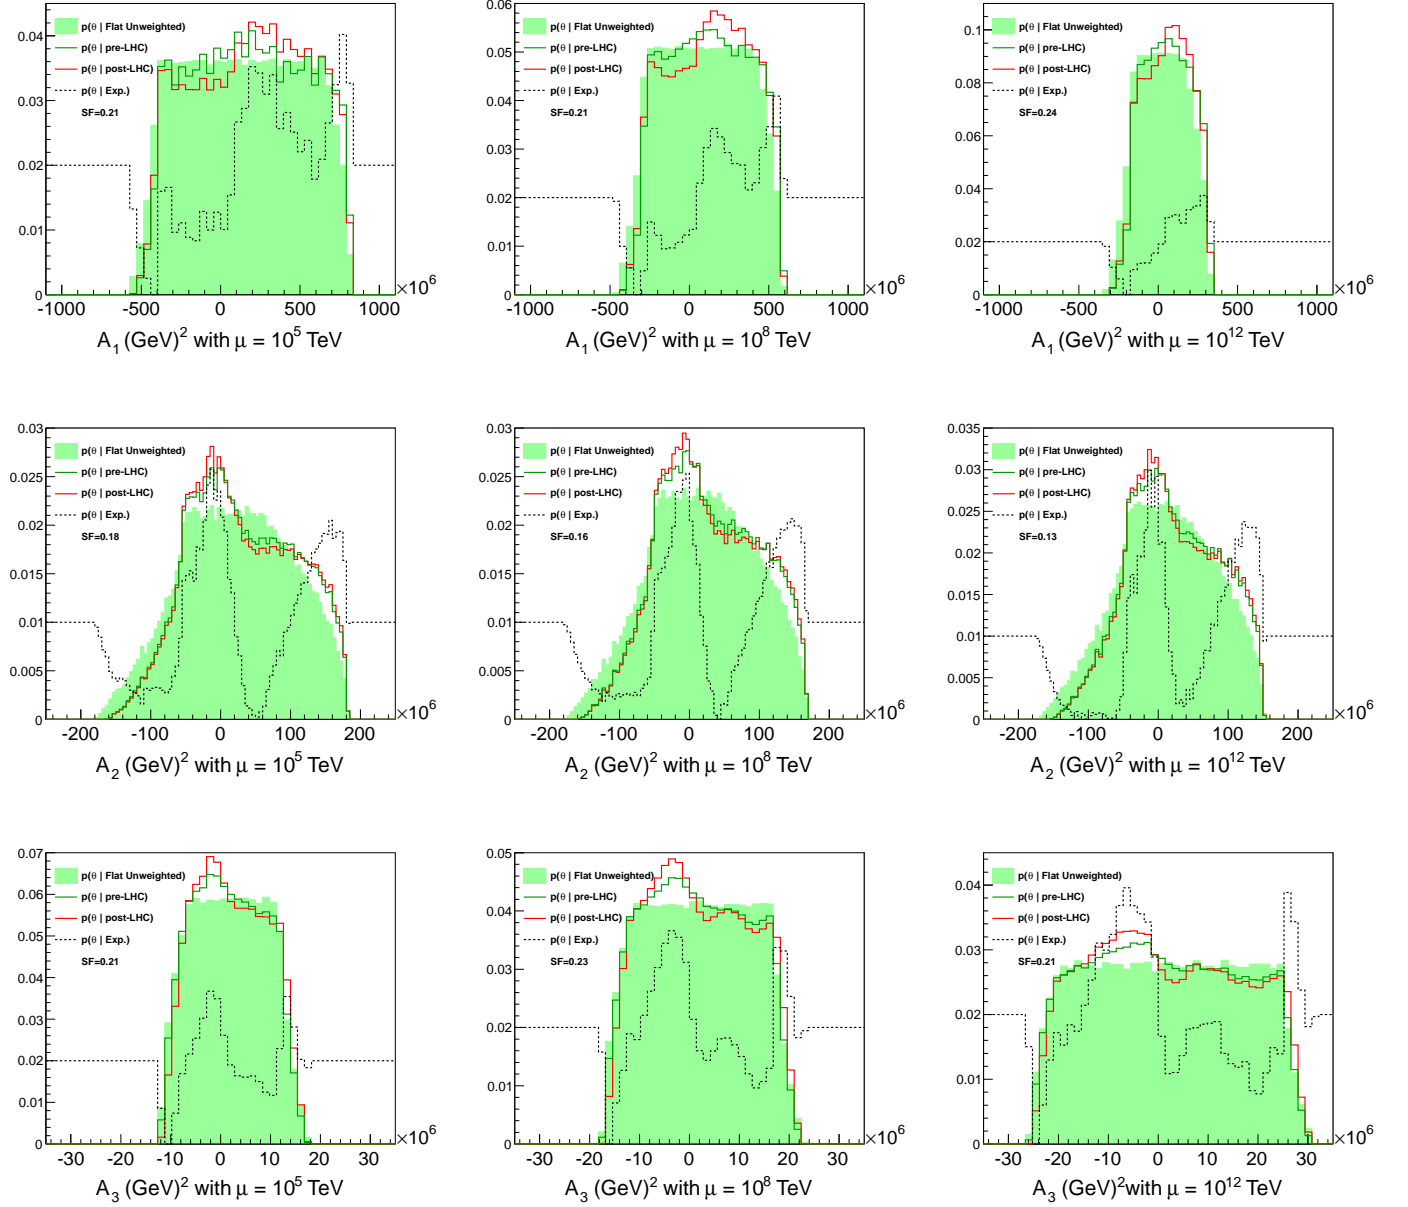 0.04
0.03
0.02
0.01
0
p(θ | Flat Unweighted)
p(θ | pre-LHC)
p(θ | post-LHC)
p(θ | Exp.)
SF=0.21
-1000 -500 0 500 1000
×10⁶
A₁ (GeV)² with μ = 10⁵ TeV
0.06
0.05
0.04
0.03
0.02
0.01
0
p(θ | Flat Unweighted)
p(θ | pre-LHC)
p(θ | post-LHC)
p(θ | Exp.)
SF=0.21
-1000 -500 0 500 1000
×10⁶
A₁ (GeV)² with μ = 10⁸ TeV
0.1
0.08
0.06
0.04
0.02
0
p(θ | Flat Unweighted)
p(θ | pre-LHC)
p(θ | post-LHC)
p(θ | Exp.)
SF=0.24
-1000 -500 0 500 1000
×10⁶
A₁ (GeV)² with μ = 10¹² TeV
0.03
0.025
0.02
0.015
0.01
0.005
0
p(θ | Flat Unweighted)
p(θ | pre-LHC)
p(θ | post-LHC)
p(θ | Exp.)
SF=0.18
-200 -100 0 100 200
×10⁶
A₂ (GeV)² with μ = 10⁵ TeV
0.03
0.025
0.02
0.015
0.01
0.005
0
p(θ | Flat Unweighted)
p(θ | pre-LHC)
p(θ | post-LHC)
p(θ | Exp.)
SF=0.16
-200 -100 0 100 200
×10⁶
A₂ (GeV)² with μ = 10⁸ TeV
0.035
0.03
0.025
0.02
0.015
0.01
0.005
0
p(θ | Flat Unweighted)
p(θ | pre-LHC)
p(θ | post-LHC)
p(θ | Exp.)
SF=0.13
-200 -100 0 100 200
×10⁶
A₂ (GeV)² with μ = 10¹² TeV
0.07
0.06
0.05
0.04
0.03
0.02
0.01
0
p(θ | Flat Unweighted)
p(θ | pre-LHC)
p(θ | post-LHC)
p(θ | Exp.)
SF=0.21
-30 -20 -10 0 10 20 30
×10⁶
A₃ (GeV)² with μ = 10⁵ TeV
0.05
0.04
0.03
0.02
0.01
0
p(θ | Flat Unweighted)
p(θ | pre-LHC)
p(θ | post-LHC)
p(θ | Exp.)
SF=0.23
-30 -20 -10 0 10 20 30
×10⁶
A₃ (GeV)² with μ = 10⁸ TeV
0.04
0.03
0.02
0.01
0
p(θ | Flat Unweighted)
p(θ | pre-LHC)
p(θ | post-LHC)
p(θ | Exp.)
SF=0.21
-30 -20 -10 0 10 20 30
×10⁶
A₃ (GeV)²with μ = 10¹² TeV